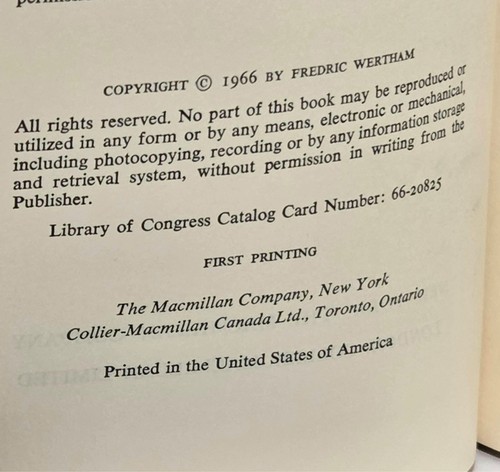 COPYRIGHT © 1966 BY FREDRIC WERTHAM
All rights reserved. No part of this book may be reproduced or
utilized in any form or by any means, electronic or mechanical,
including photocopying, recording or by any information storage
and retrieval system, without permission in writing from the
Publisher.
Library of Congress Catalog Card Number: 66-20825
FIRST PRINTING
The Macmillan Company, New York
Collier-Macmillan Canada Ltd., Toronto, Ontario
Printed in the United States of America